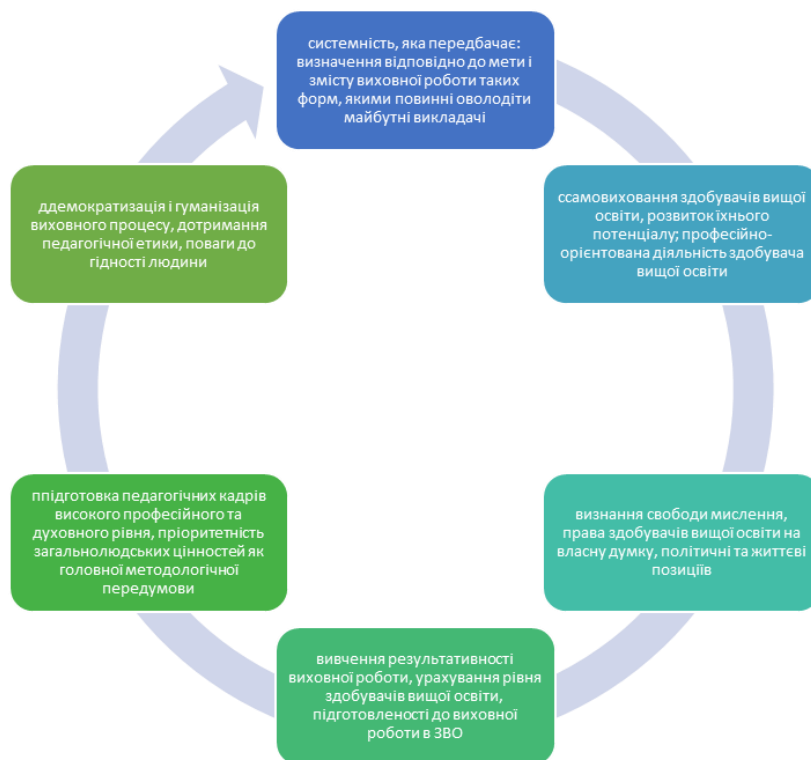 системність, яка передбачає:
визначення відповідно до мети і
змісту виховної роботи таких
форм, якими повинні оволодіти
майбутні викладачі
ссамовиховання здобувачів вищої
освіти, розвиток їхнього
потенціалу; професійно-
орієнтована діяльність здобувача
вищої освіти
визнання свободи мислення,
права здобувачів вищої освіти на
власну думку, політичні та життєві
позиціїв
вивчення результативності
виховної роботи, урахування рівня
здобувачів вищої освіти,
підготовленості до виховної
роботи в ЗВО
ппідготовка педагогічних кадрів
високого професійного та
духовного рівня, пріоритетність
загальнолюдських цінностей як
головної методологічної
передумови
ддемократизація і гуманізація
виховного процесу, дотримання
педагогічної етики, поваги до
гідності людини